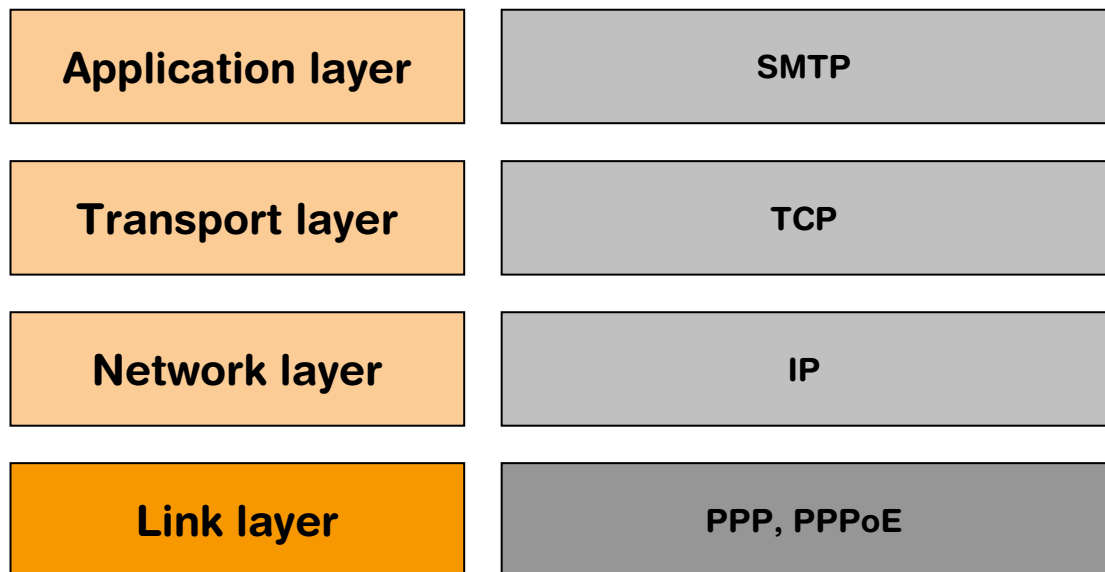 Application layer
SMTP
Transport layer
TCP
Network layer
IP
Link layer
PPP, PPPoE